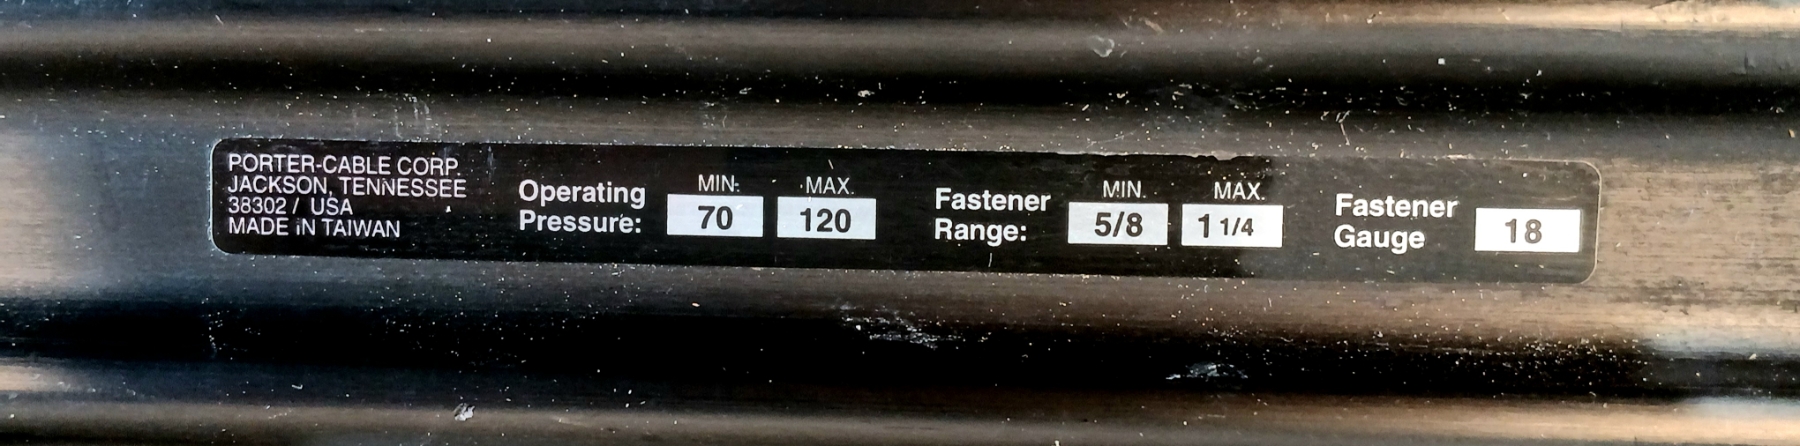 PORTER-CABLE CORP.
JACKSON, TENNESSEE
38302 / USA
MADE IN TAIWAN
Operating
Pressure:
MIN.
70
MAX.
120
Fastener
Range:
MIN.
5/8
MAX.
1 1/4
Fastener
Gauge
18